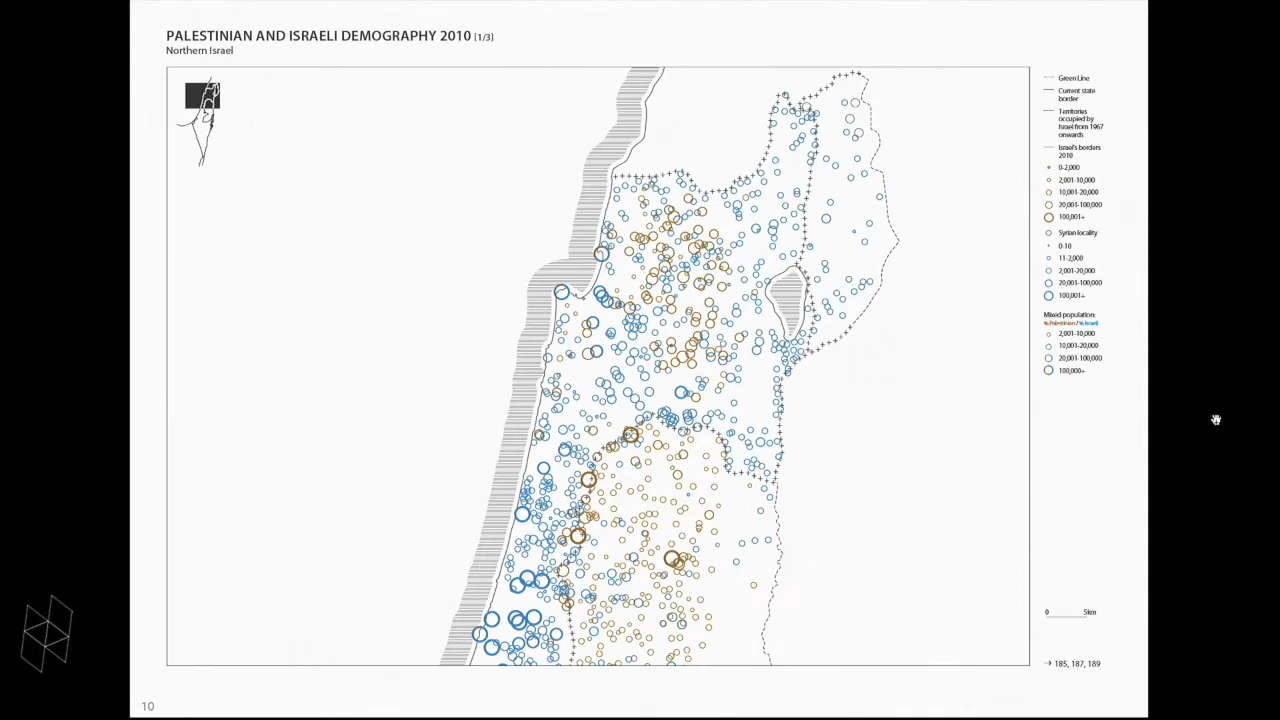 PALESTINIAN AND ISRAELI DEMOGRAPHY 2010 [1/3]
Northern Israel
Green Line
Current state
border
Territories
occupied by
Israel from 1967
onwards
Israel's borders
2010
0-2,000
2,001-10,000
10,001-20,000
20,001-100,000
100,001+
Syrian locality
0-10
11-2,000
2,001-20,000
20,001-100,000
100,001+
Mixed population:
% Palestinian / % Israeli
2,001-10,000
10,001-20,000
20,001-100,000
100,000+
0 5km
→ 185, 187, 189
10